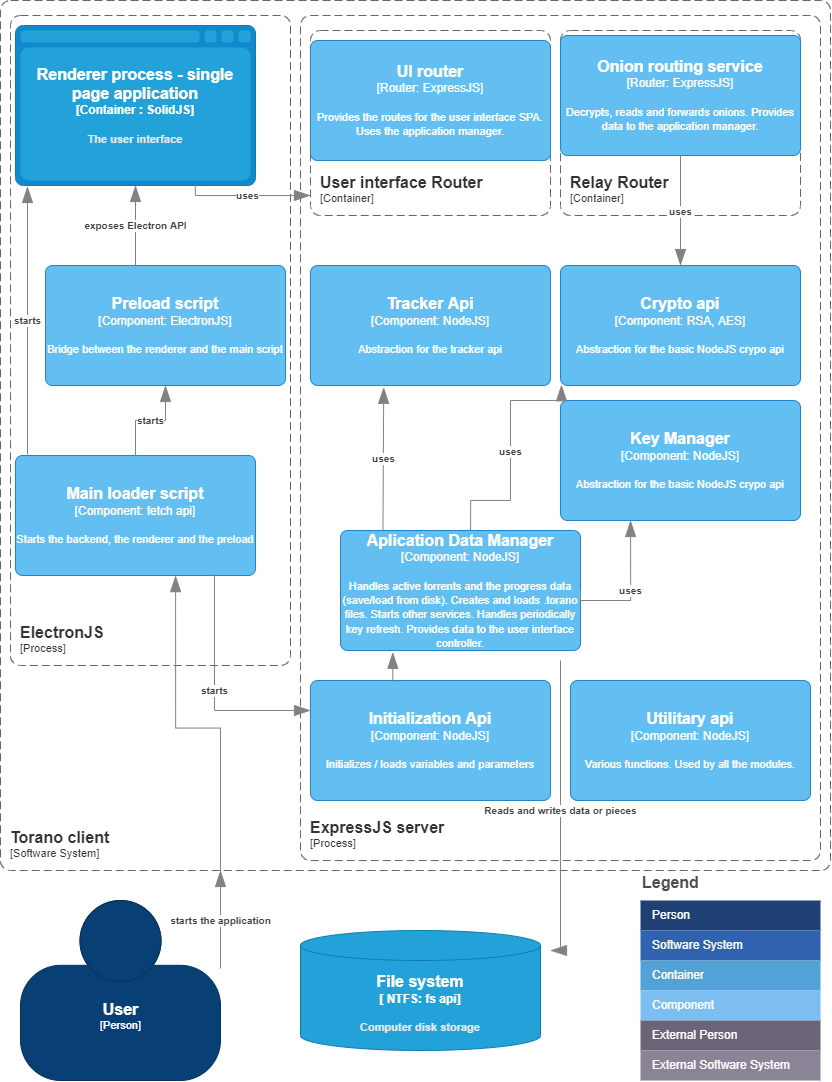 Renderer process - single
page application
[Container : SolidJS]
The user interface
UI router
[Router: ExpressJS]
Provides the routes for the user interface SPA.
Uses the application manager.
User interface Router
[Container]
Onion routing service
[Router: ExpressJS]
Decrypts, reads and forwards onions. Provides
data to the application manager.
Relay Router
[Container]
uses
exposes Electron API
uses
starts
Preload script
[Component: ElectronJS]
Bridge between the renderer and the main script
Tracker Api
[Component: NodeJS]
Abstraction for the tracker api
Crypto api
[Component: RSA, AES]
Abstraction for the basic NodeJS crypo api
starts
uses
uses
Key Manager
[Component: NodeJS]
Abstraction for the basic NodeJS crypo api
Main loader script
[Component: fetch api]
Starts the backend, the renderer and the preload
Aplication Data Manager
[Component: NodeJS]
Handles active torrents and the progress data
(save/load from disk). Creates and loads .torano
files. Starts other services. Handles periodically
key refresh. Provides data to the user interface
controller.
uses
ElectronJS
[Process]
starts
Initialization Api
[Component: NodeJS]
Initializes / loads variables and parameters
Utilitary api
[Component: NodeJS]
Various functions. Used by all the modules.
Reads and writes data or pieces
ExpressJS server
[Process]
Torano client
[Software System]
starts the application
User
[Person]
File system
[ NTFS: fs api]
Computer disk storage
Legend
Person
Software System
Container
Component
External Person
External Software System